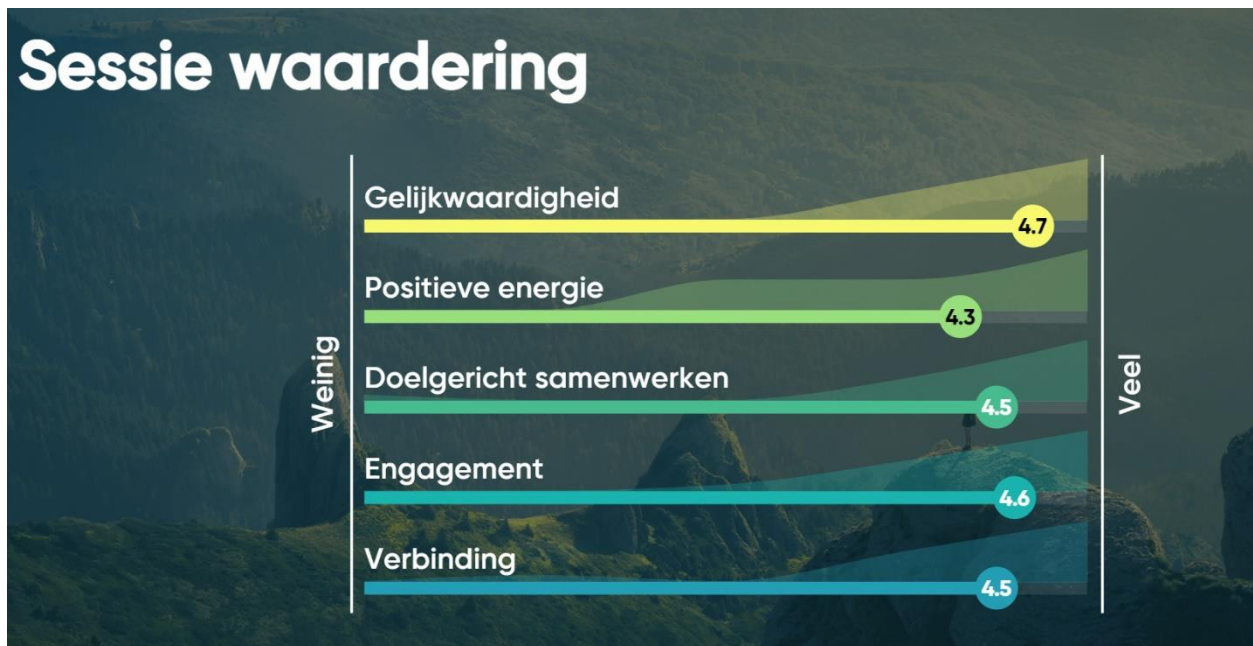 Sessie waardering
Gelijkwaardigheid
4.7
Positieve energie
4.3
Weinig
Doelgericht samenwerken
4.5
Veel
Engagement
4.6
Verbinding
4.5